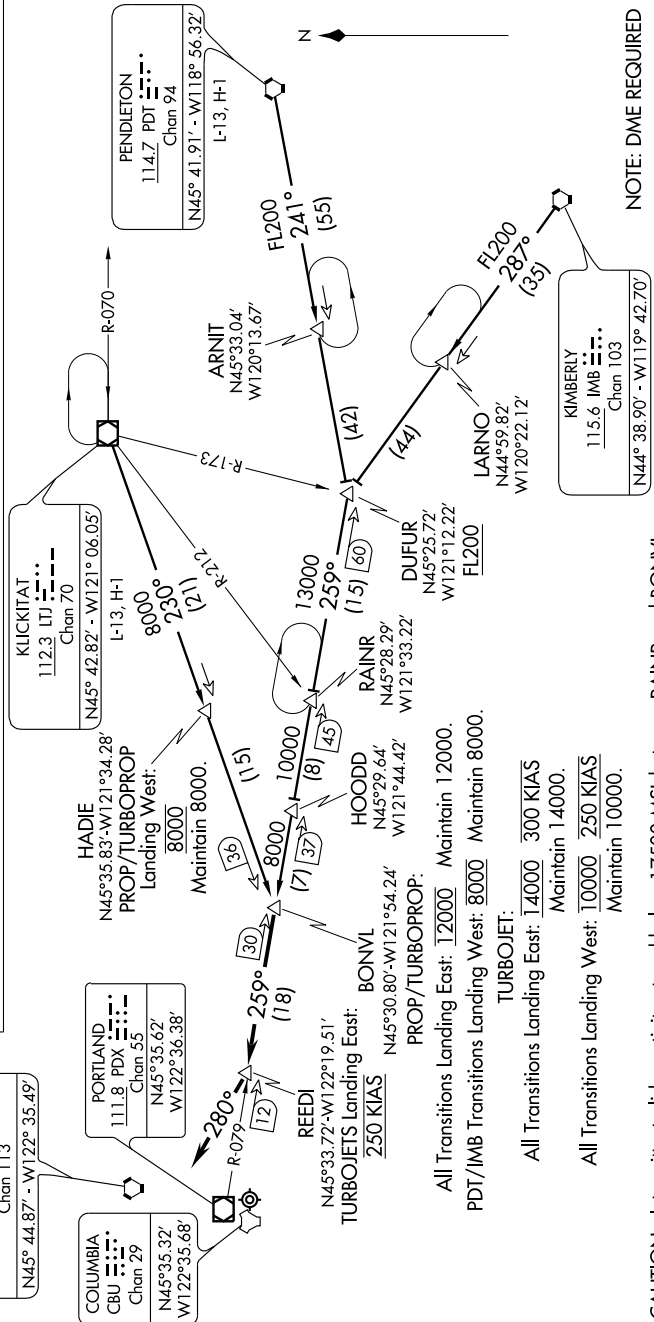 Chan 113
N45° 44.87' - W122° 35.49'
COLUMBIA
CBU
Chan 29
N45°35.32'
W122°35.68'
PORTLAND
111.8 PDX
Chan 55
N45°35.62'
W122°36.38'
KLICKITAT
112.3 LTJ
Chan 70
N45° 42.82' - W121° 06.05'
L-13, H-1
PENDLETON
114.7 PDT
Chan 94
N45° 41.91' - W118° 56.32'
L-13, H-1
KIMBERLY
115.6 IMB
Chan 103
N44° 38.90' - W119° 42.70'
N
R-070
R-173
R-212
R-079
8000
230°
(21)
HADIE
N45°35.83'-W121°34.28'
PROP/TURBOPROP
Landing West:
8000
Maintain 8000.
(15)
36
FL200
241°
(55)
ARNIT
N45°33.04'
W120°13.67'
(42)
FL200
287°
(35)
LARNO
N44°59.82'
W120°22.12'
(44)
DUFUR
N45°25.72'
W121°12.22'
FL200
60
13000
259°
(15)
RAINR
N45°28.29'
W121°33.22'
45
10000
(8)
HOODD
N45°29.64'
W121°44.42'
37
8000
(7)
30
BONVL
N45°30.80'-W121°54.24'
259°
(18)
12
280°
REEDI
N45°33.72'-W122°19.51'
TURBOJETS Landing East:
250 KIAS
PROP/TURBOPROP:
All Transitions Landing East: 12000 Maintain 12000.
PDT/IMB Transitions Landing West: 8000 Maintain 8000.
TURBOJET:
All Transitions Landing East: 14000 300 KIAS
Maintain 14000.
All Transitions Landing West: 10000 250 KIAS
Maintain 10000.
NOTE: DME REQUIRED